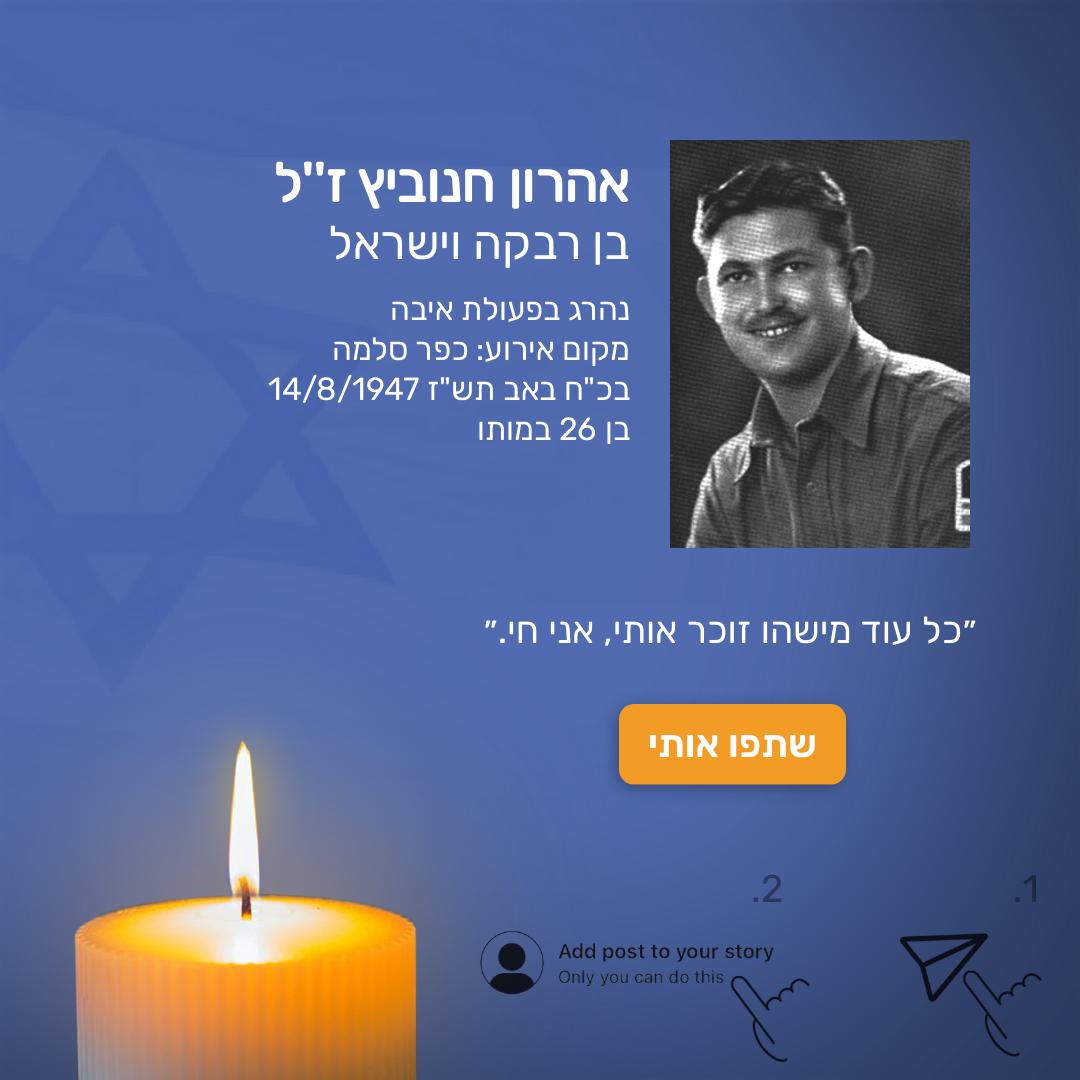 אהרון חנוביץ ז"ל
בן רבקה וישראל
נהרג בפעולת איבה
מקום אירוע: כפר סלמה
בכ"ח באב תש"ז 14/8/1947
בן 26 במותו
"כל עוד מישהו זוכר אותי, אני חי."
שתפו אותי
.1
.2
Add post to your story
Only you can do this